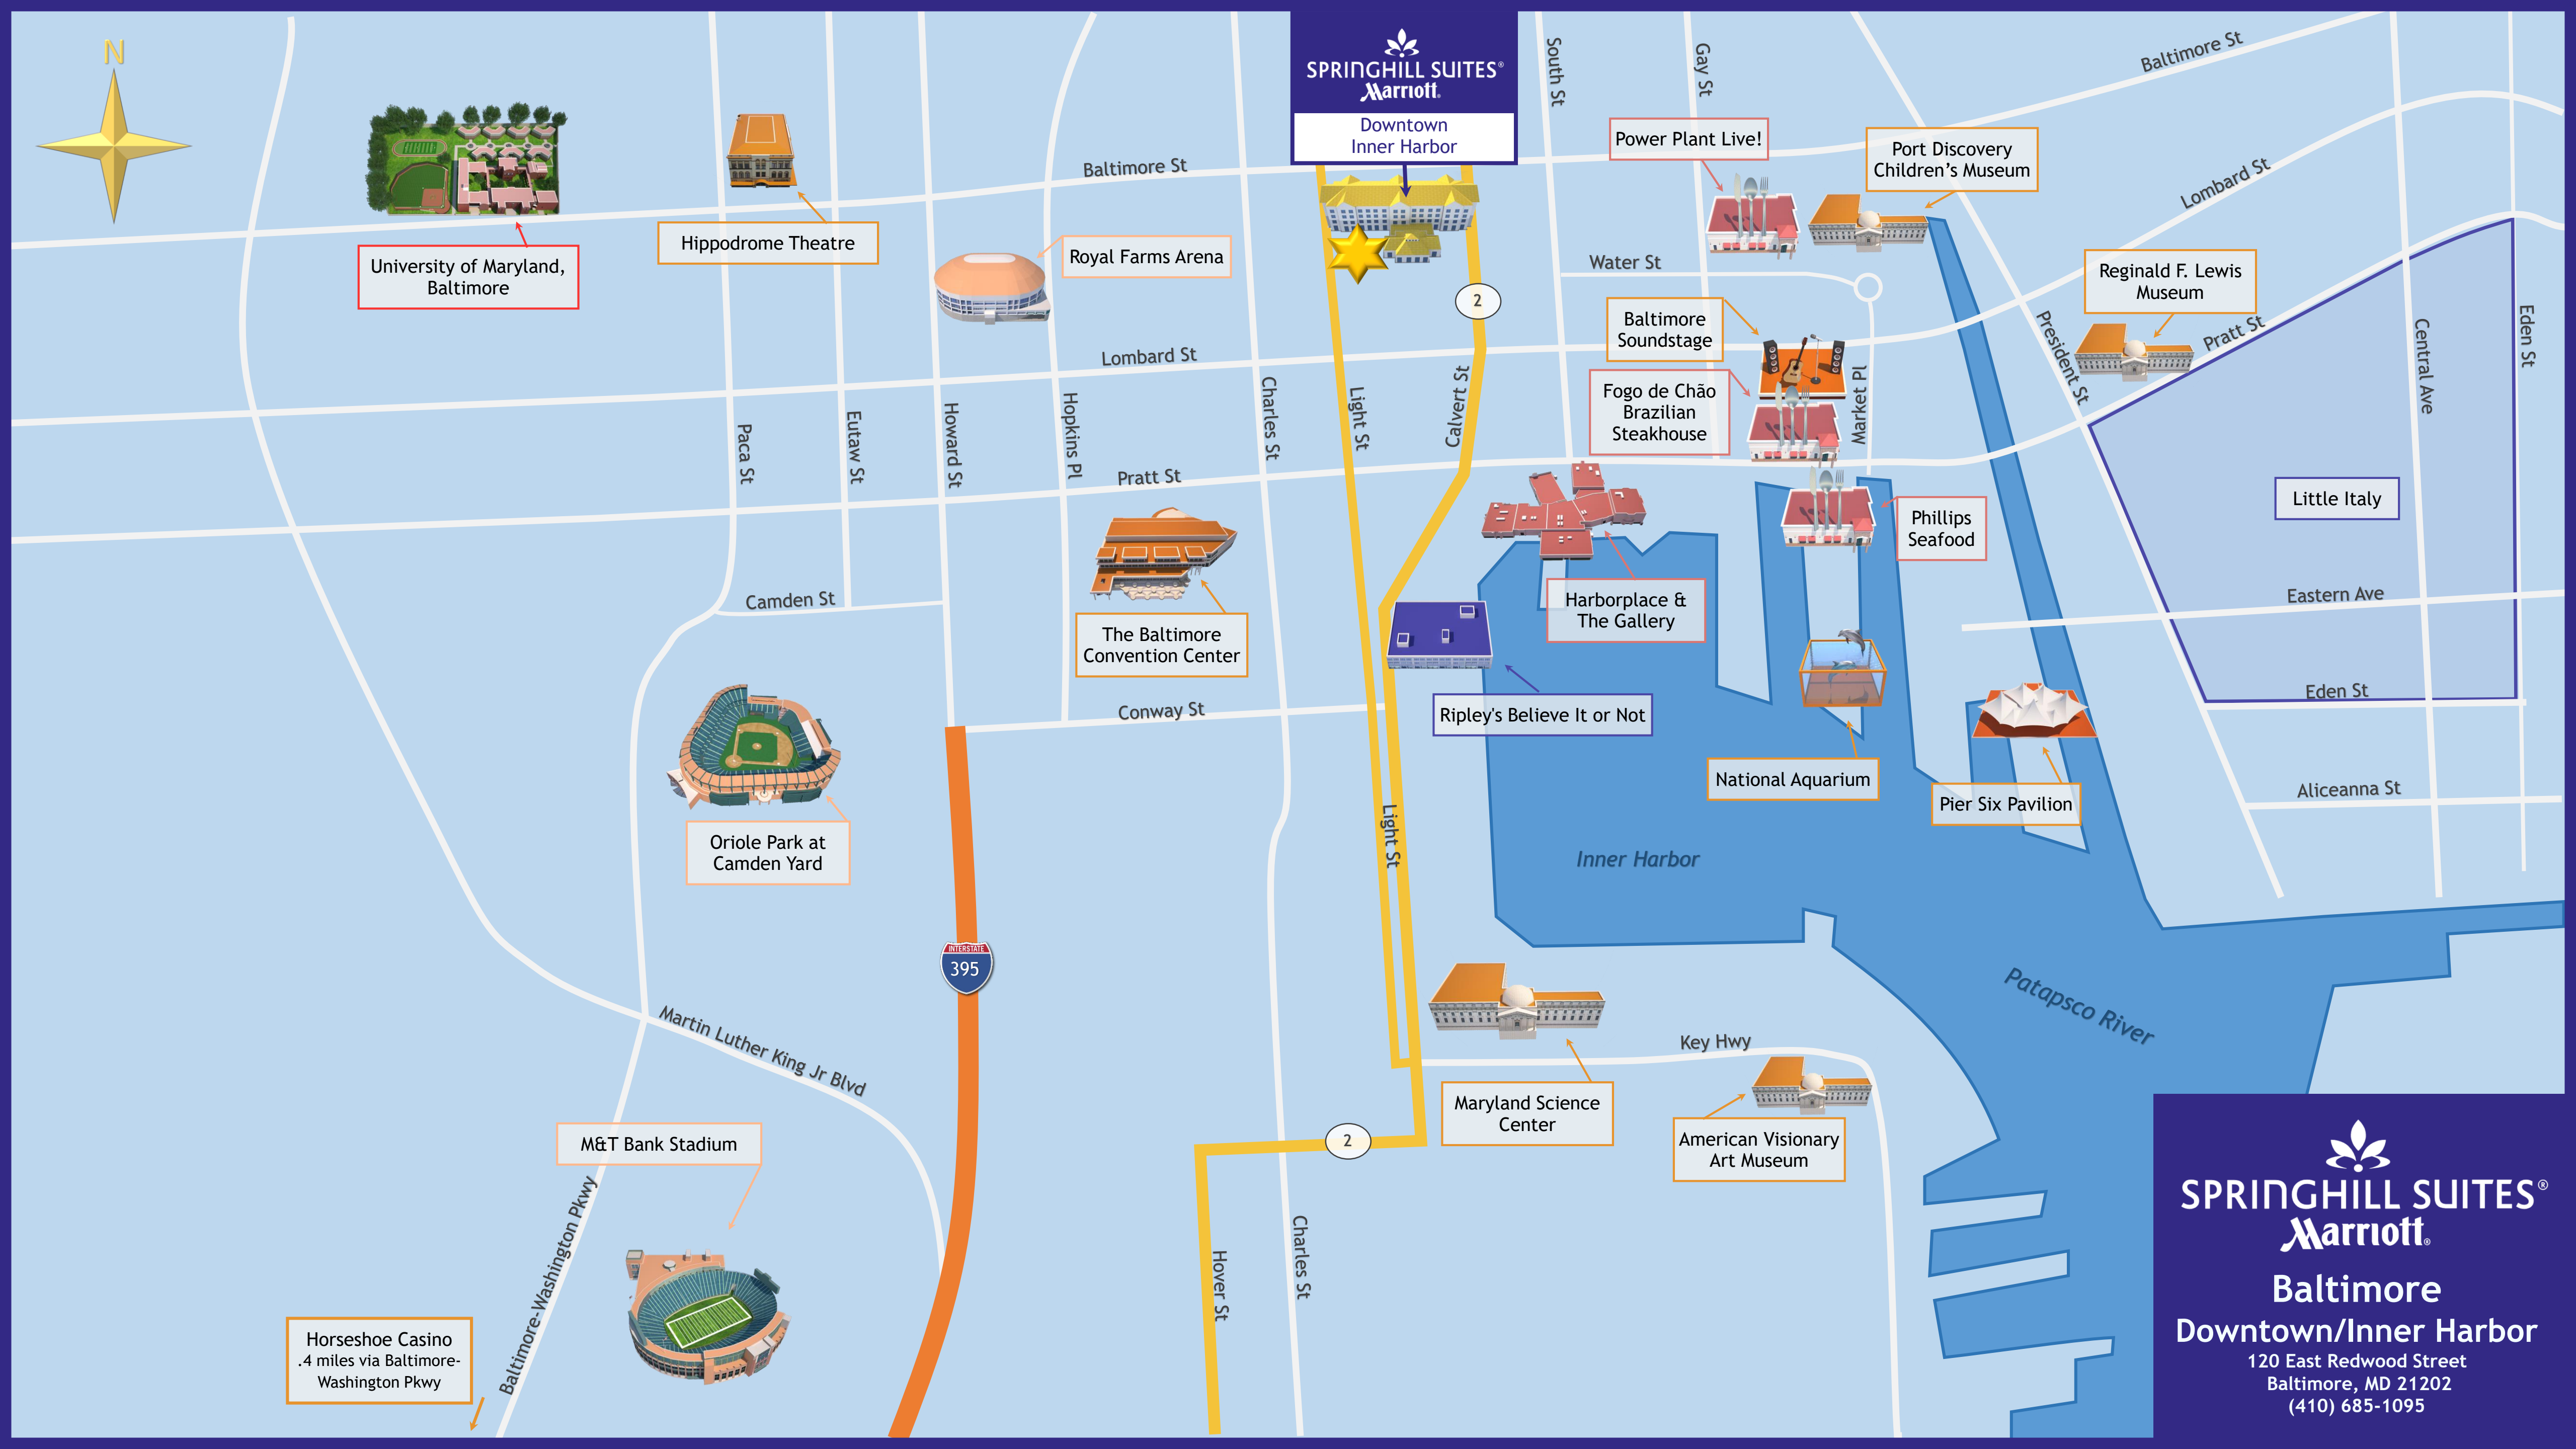 N
SPRINGHILL SUITES®
Marriott®
Downtown
Inner Harbor
South St
Gay St
Baltimore St
Power Plant Live!
Port Discovery
Children's Museum
Baltimore St
Lombard St
University of Maryland,
Baltimore
Hippodrome Theatre
Royal Farms Arena
Water St
2
Reginald F. Lewis
Museum
Baltimore
Soundstage
President St
Pratt St
Central Ave
Eden St
Lombard St
Fogo de Chão
Brazilian
Steakhouse
Market Pl
Paca St
Eutaw St
Howard St
Hopkins Pl
Charles St
Light St
Calvert St
Pratt St
Little Italy
Phillips
Seafood
Camden St
The Baltimore
Convention Center
Harborplace &
The Gallery
Eastern Ave
Eden St
Conway St
Ripley's Believe It or Not
National Aquarium
Pier Six Pavilion
Aliceanna St
Oriole Park at
Camden Yard
Light St
Inner Harbor
INTERSTATE
395
Patapsco River
Martin Luther King Jr Blvd
Key Hwy
Maryland Science
Center
American Visionary
Art Museum
M&T Bank Stadium
2
Baltimore-Washington Pkwy
Hover St
Charles St
Horseshoe Casino
.4 miles via Baltimore-
Washington Pkwy
SPRINGHILL SUITES®
Marriott®
Baltimore
Downtown/Inner Harbor
120 East Redwood Street
Baltimore, MD 21202
(410) 685-1095